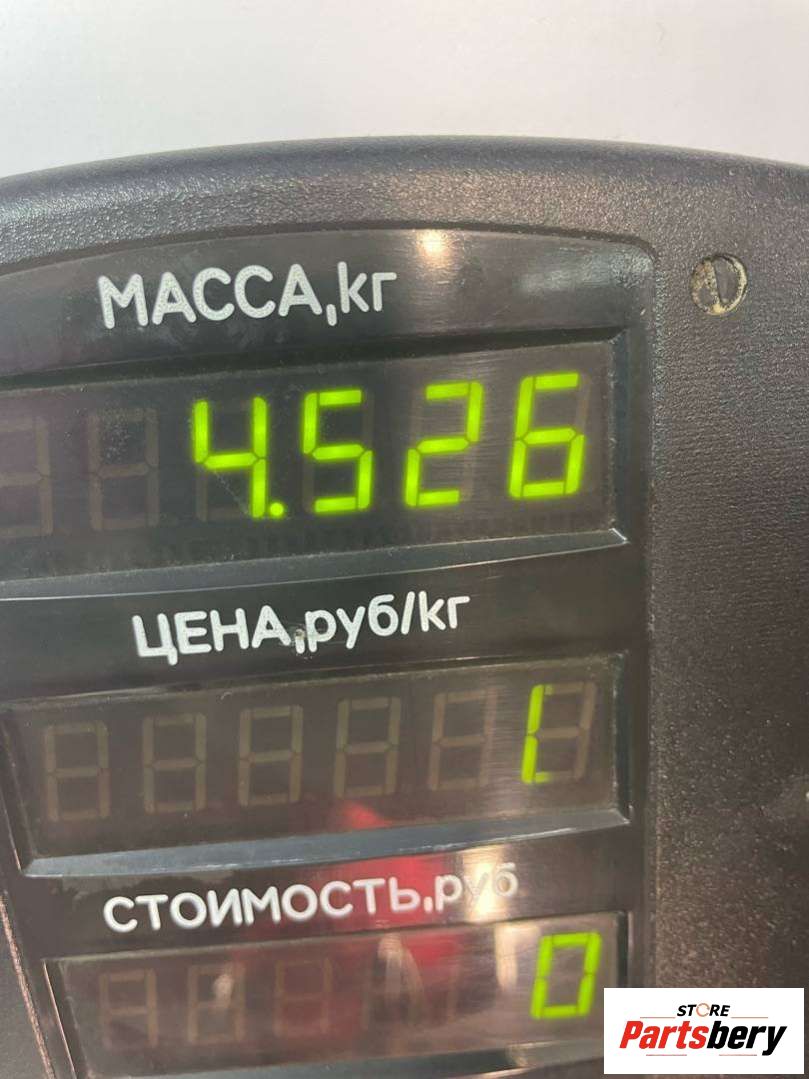 МАССА,кг
4.526
ЦЕНА,руб/кг
СТОИМОСТЬ,руб
0
STORE
Partsbery